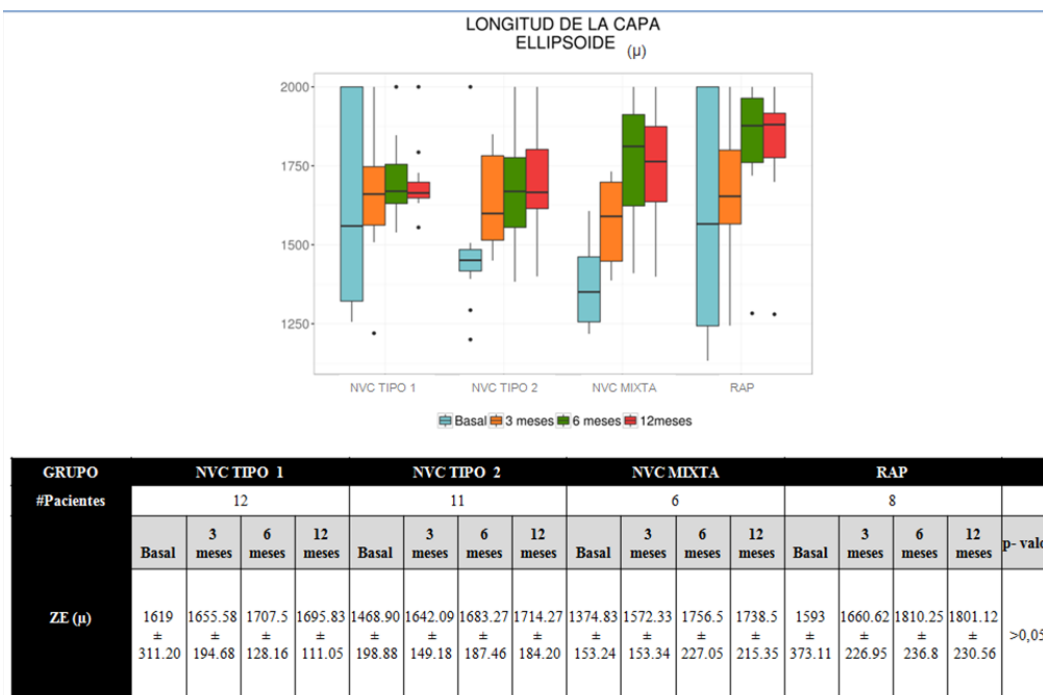 LONGITUD DE LA CAPA
ELLIPSOIDE (μ)
2000
1750
1500
1250
NVC TIPO 1 NVC TIPO 2 NVC MIXTA RAP
Basal 3 meses 6 meses 12meses
GRUPO NVC TIPO 1 NVC TIPO 2 NVC MIXTA RAP
#Pacientes 12 11 6 8
Basal 3 meses 6 meses 12 meses Basal 3 meses 6 meses 12 meses Basal 3 meses 6 meses 12 meses Basal 3 meses 6 meses 12 meses p- valo
ZE (μ) 1619 ± 311.20 1655.58 ± 194.68 1707.5 ± 128.16 1695.83 ± 111.05 1468.90 ± 198.88 1642.09 ± 149.18 1683.27 ± 187.46 1714.27 ± 184.20 1374.83 ± 153.24 1572.33 ± 153.34 1756.5 ± 227.05 1738.5 ± 215.35 1593 ± 373.11 1660.62 ± 226.95 1810.25 ± 236.8 1801.12 ± 230.56 >0,05